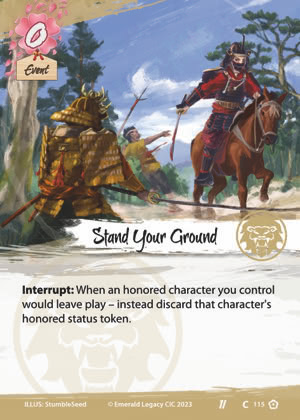 0
Event
Stand Your Ground
Interrupt: When an honored character you control
would leave play – instead discard that character's
honored status token.
ILLUS: StumbleSeed © Emerald Legacy CIC 2023 C 115